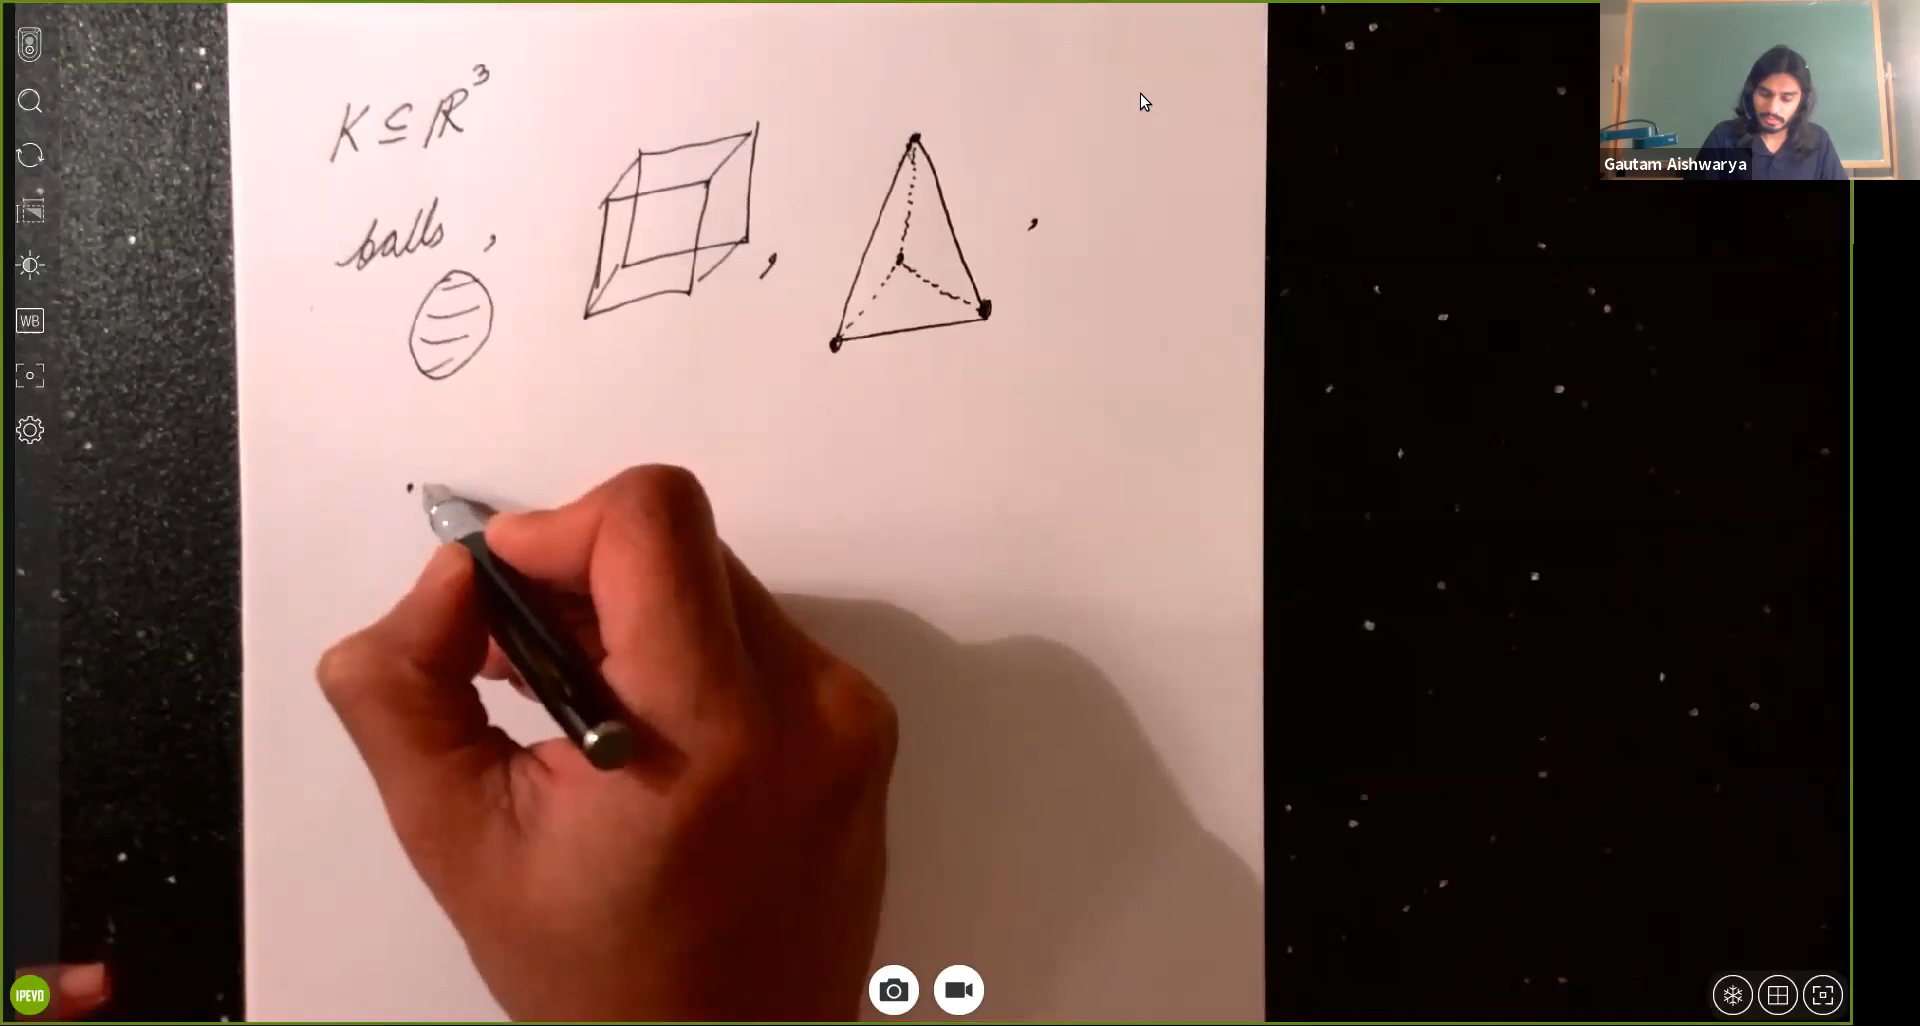 K ⊆ ℝ³
balls ,
, ,
Gautam Aishwarya
WB
IPEVO